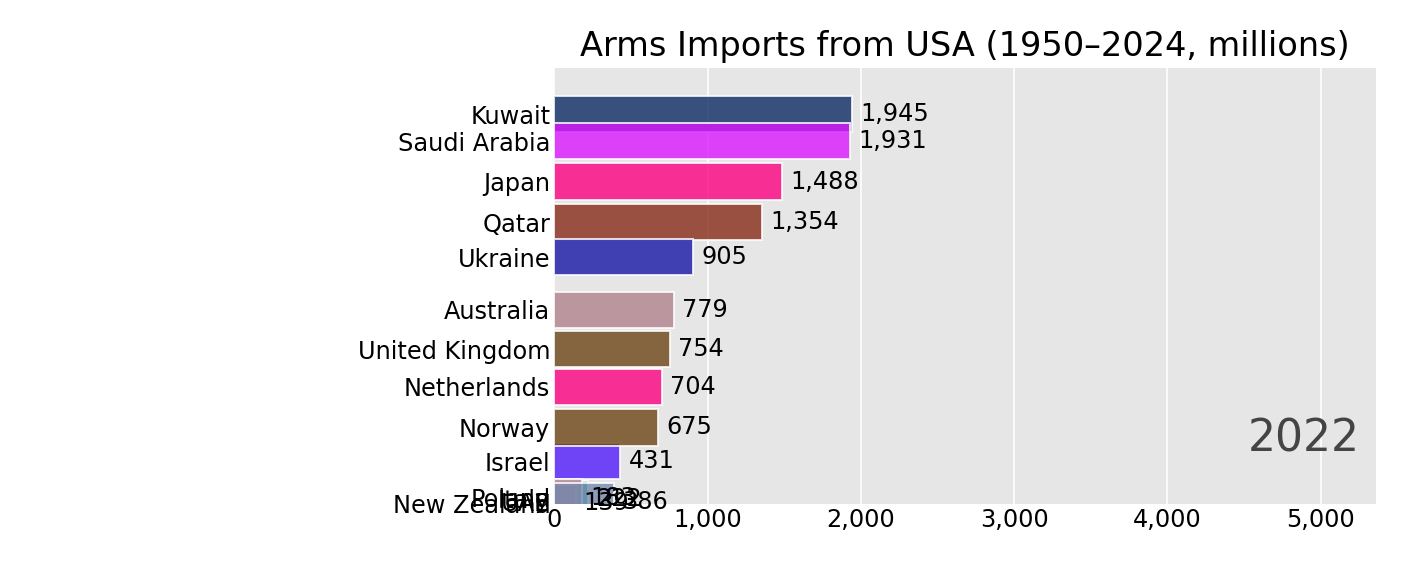 Arms Imports from USA (1950–2024, millions)
Kuwait 1,945
Saudi Arabia 1,931
Japan 1,488
Qatar 1,354
Ukraine 905
Australia 779
United Kingdom 754
Netherlands 704
Norway 675
2022
Israel 431
Poland
New Zealand
0 1,000 2,000 3,000 4,000 5,000